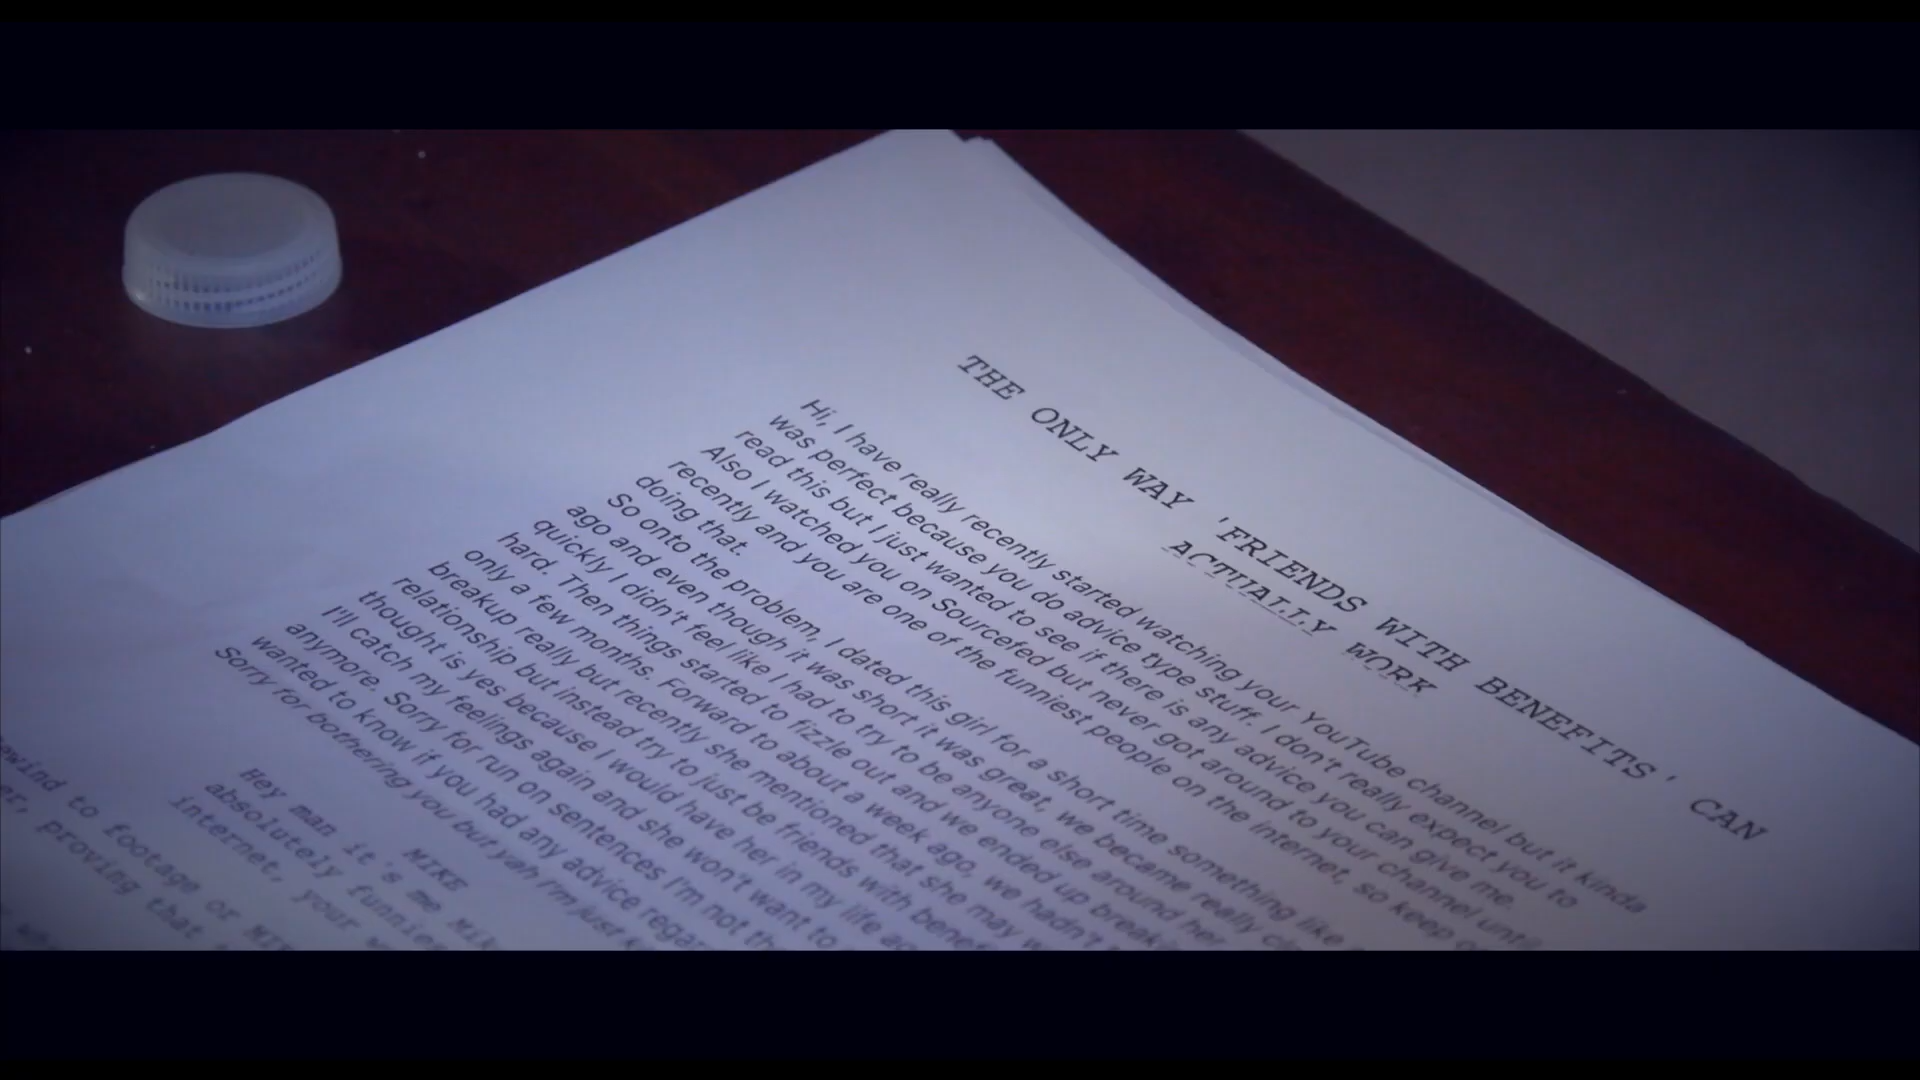 THE ONLY WAY 'FRIENDS WITH BENEFITS' CAN
ACTUALLY WORK
Hi, I have really recently started watching your YouTube channel but it kinda
was perfect because you do advice type stuff. I don't really expect you to
read this but I just wanted to see if there is any advice you can give me.
Also I watched you on Sourcefed but never got around to your channel until
recently and you are one of the funniest people on the internet, so keep
doing that.
So onto the problem, I dated this girl for a short time something like
ago and even though it was short it was great, we became really
quickly I didn't feel like I had to try to be anyone else around her
hard. Then things started to fizzle out and we ended up
only a few months. Forward to about a week ago, we hadn't
breakup really but recently she mentioned that she may
relationship but instead try to just be friends with
thought is yes because I would have her in my life
I'll catch my feelings again and she won't want to
anymore. Sorry for run on sentences I'm not
wanted to know if you had any advice
Sorry for bothering you but yah I'm just
MIKE
Hey man it's me
absolutely
internet, your
to footage or
proving that